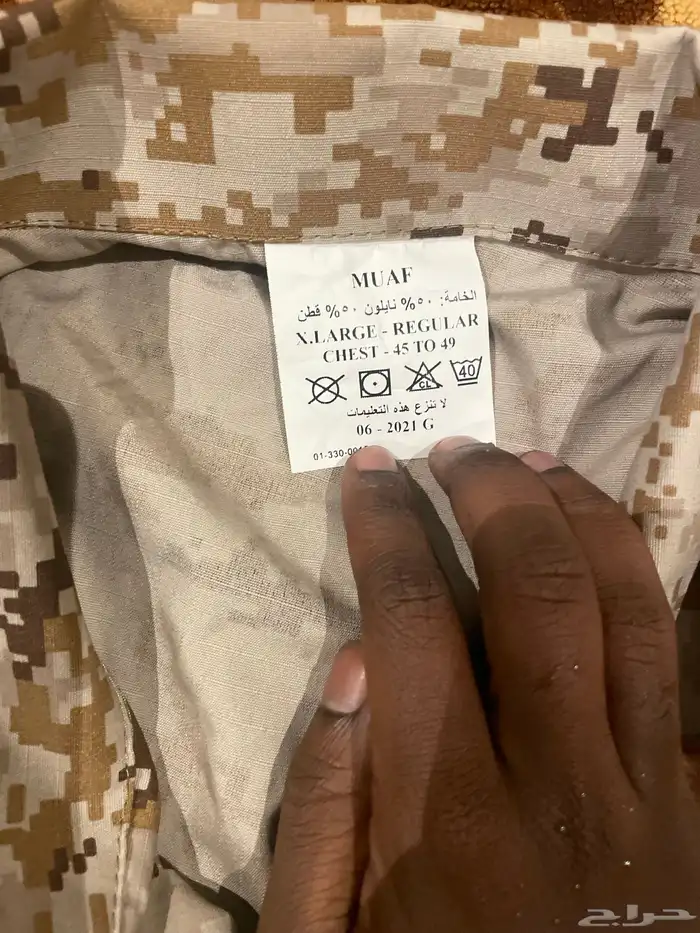 MUAF
الخامة: ٥٠% نايلون ٥٠% قطن
X.LARGE - REGULAR
CHEST - 45 TO 49
CL 40
لا تنزع هذه التعليمات
06 - 2021 G
حراج